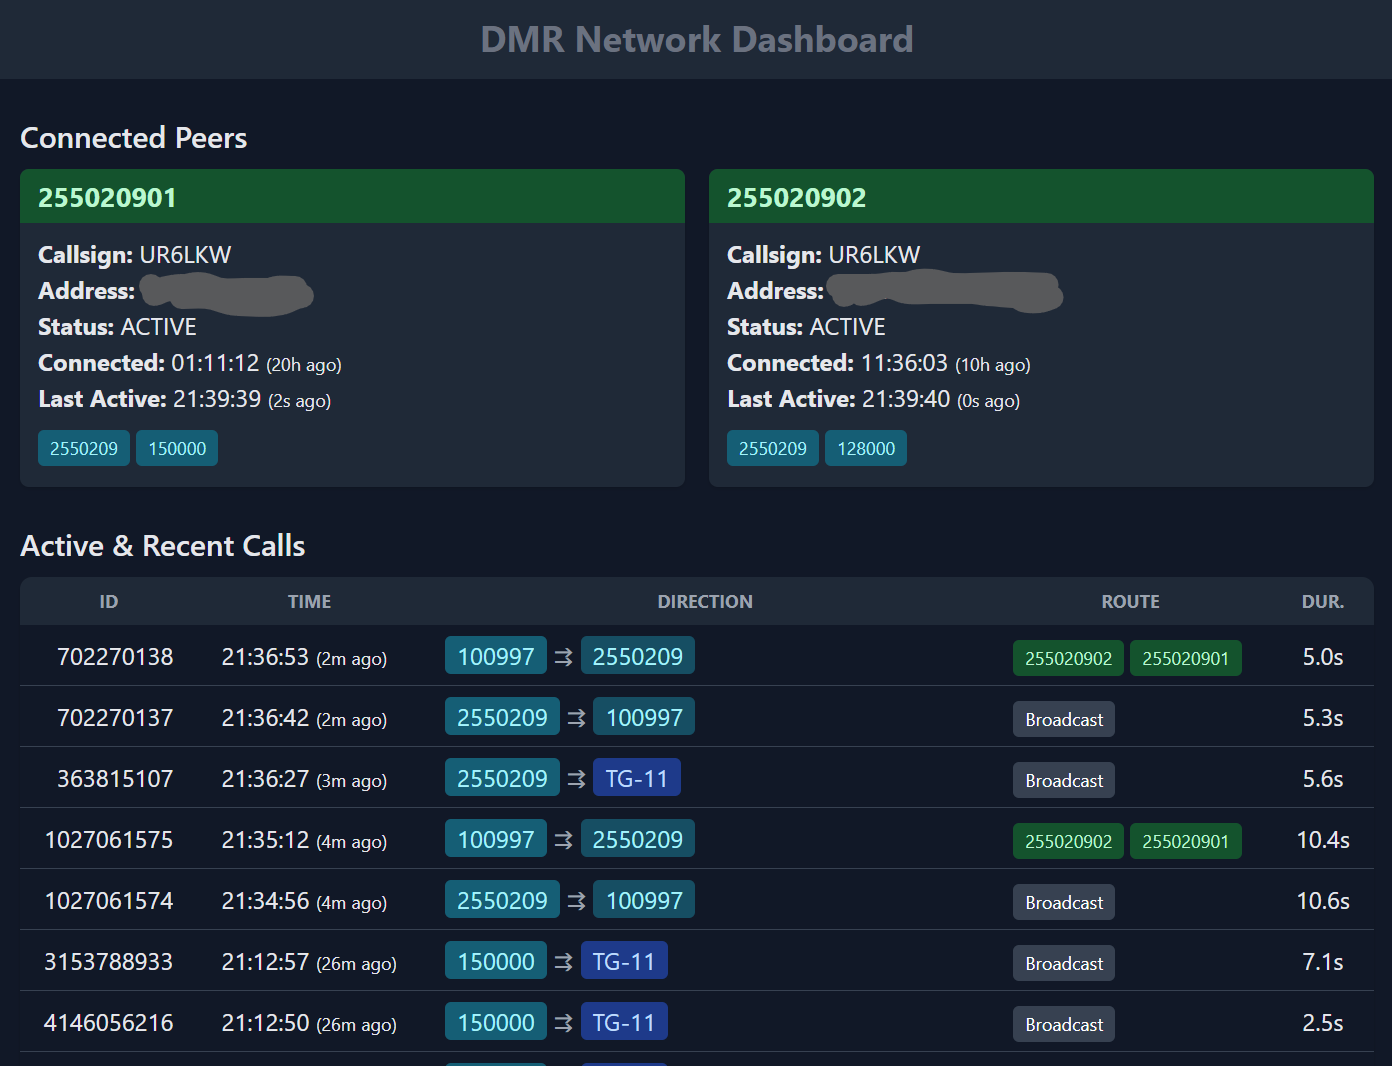 DMR Network Dashboard
Connected Peers
255020901
Callsign: UR6LKW
Address:
Status: ACTIVE
Connected: 01:11:12 (20h ago)
Last Active: 21:39:39 (2s ago)
2550209 150000
255020902
Callsign: UR6LKW
Address:
Status: ACTIVE
Connected: 11:36:03 (10h ago)
Last Active: 21:39:40 (0s ago)
2550209 128000
Active & Recent Calls
ID TIME DIRECTION ROUTE DUR.
702270138 21:36:53 (2m ago) 100997 ⇉ 2550209 255020902 255020901 5.0s
702270137 21:36:42 (2m ago) 2550209 ⇉ 100997 Broadcast 5.3s
363815107 21:36:27 (3m ago) 2550209 ⇉ TG-11 Broadcast 5.6s
1027061575 21:35:12 (4m ago) 100997 ⇉ 2550209 255020902 255020901 10.4s
1027061574 21:34:56 (4m ago) 2550209 ⇉ 100997 Broadcast 10.6s
3153788933 21:12:57 (26m ago) 150000 ⇉ TG-11 Broadcast 7.1s
4146056216 21:12:50 (26m ago) 150000 ⇉ TG-11 Broadcast 2.5s